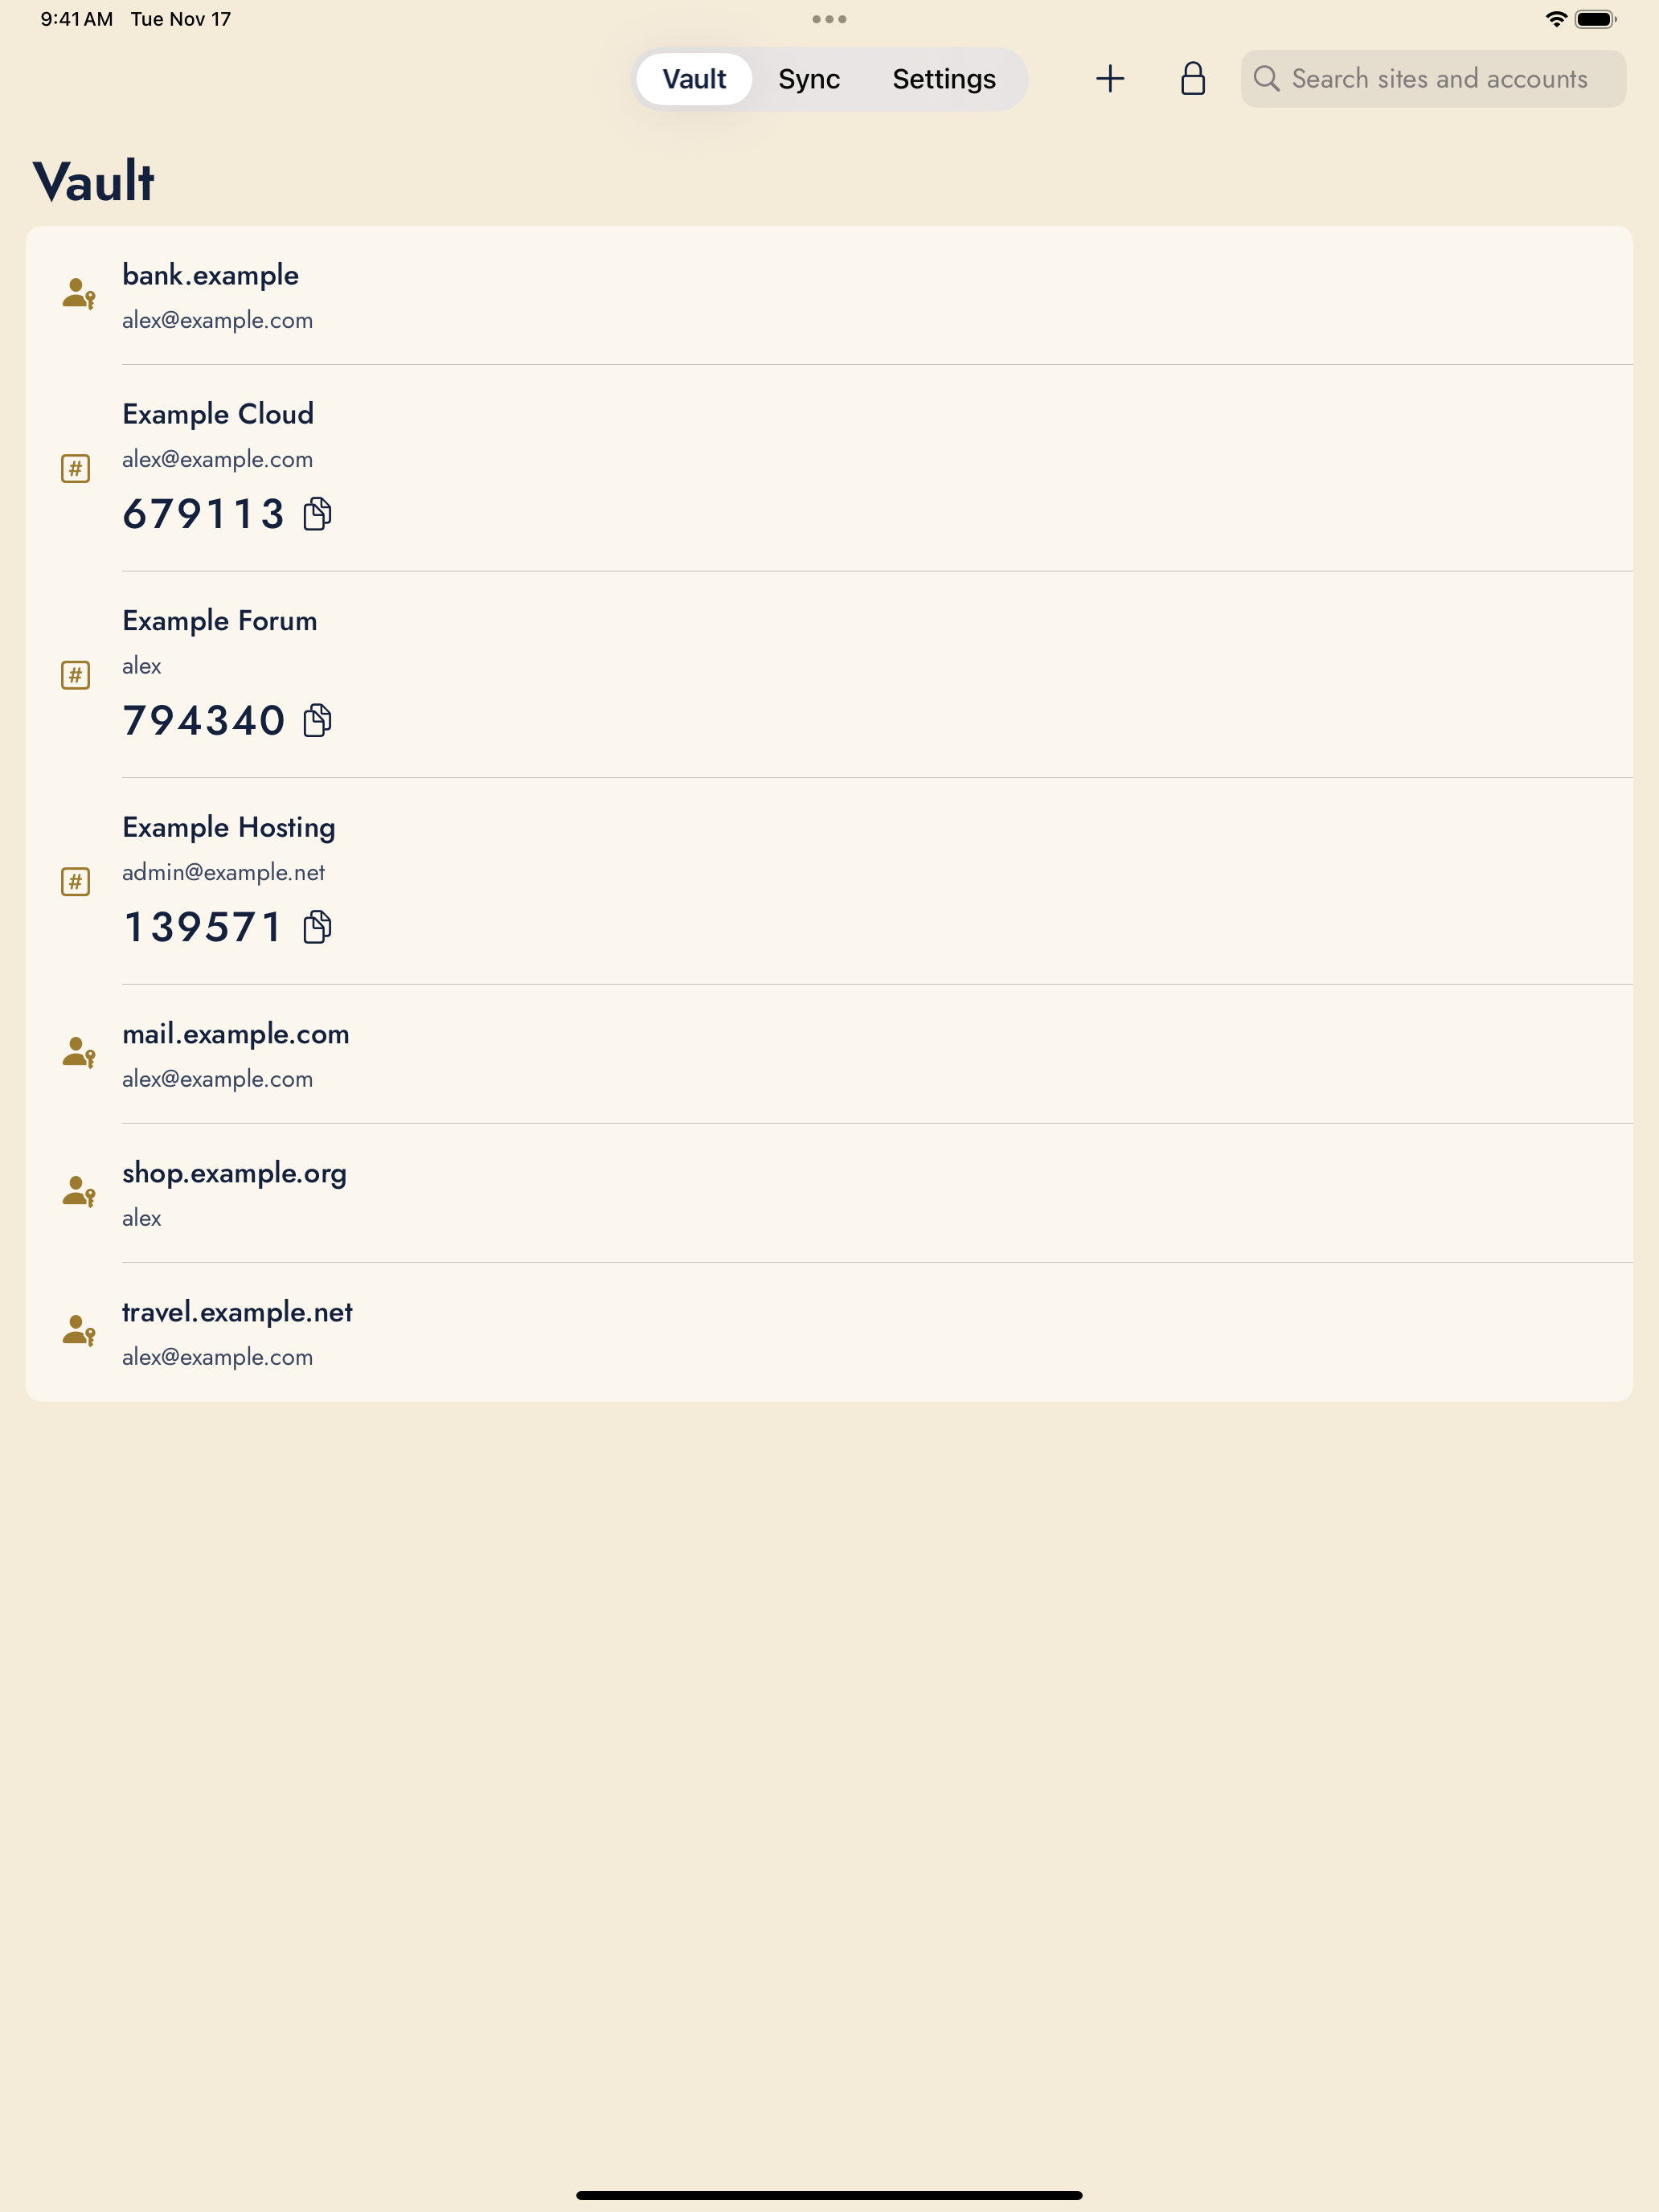 9:41 AM Tue Nov 17
Vault Sync Settings Search sites and accounts
Vault
bank.example
alex@example.com
Example Cloud
alex@example.com
679113
Example Forum
alex
794340
Example Hosting
admin@example.net
139571
mail.example.com
alex@example.com
shop.example.org
alex
travel.example.net
alex@example.com